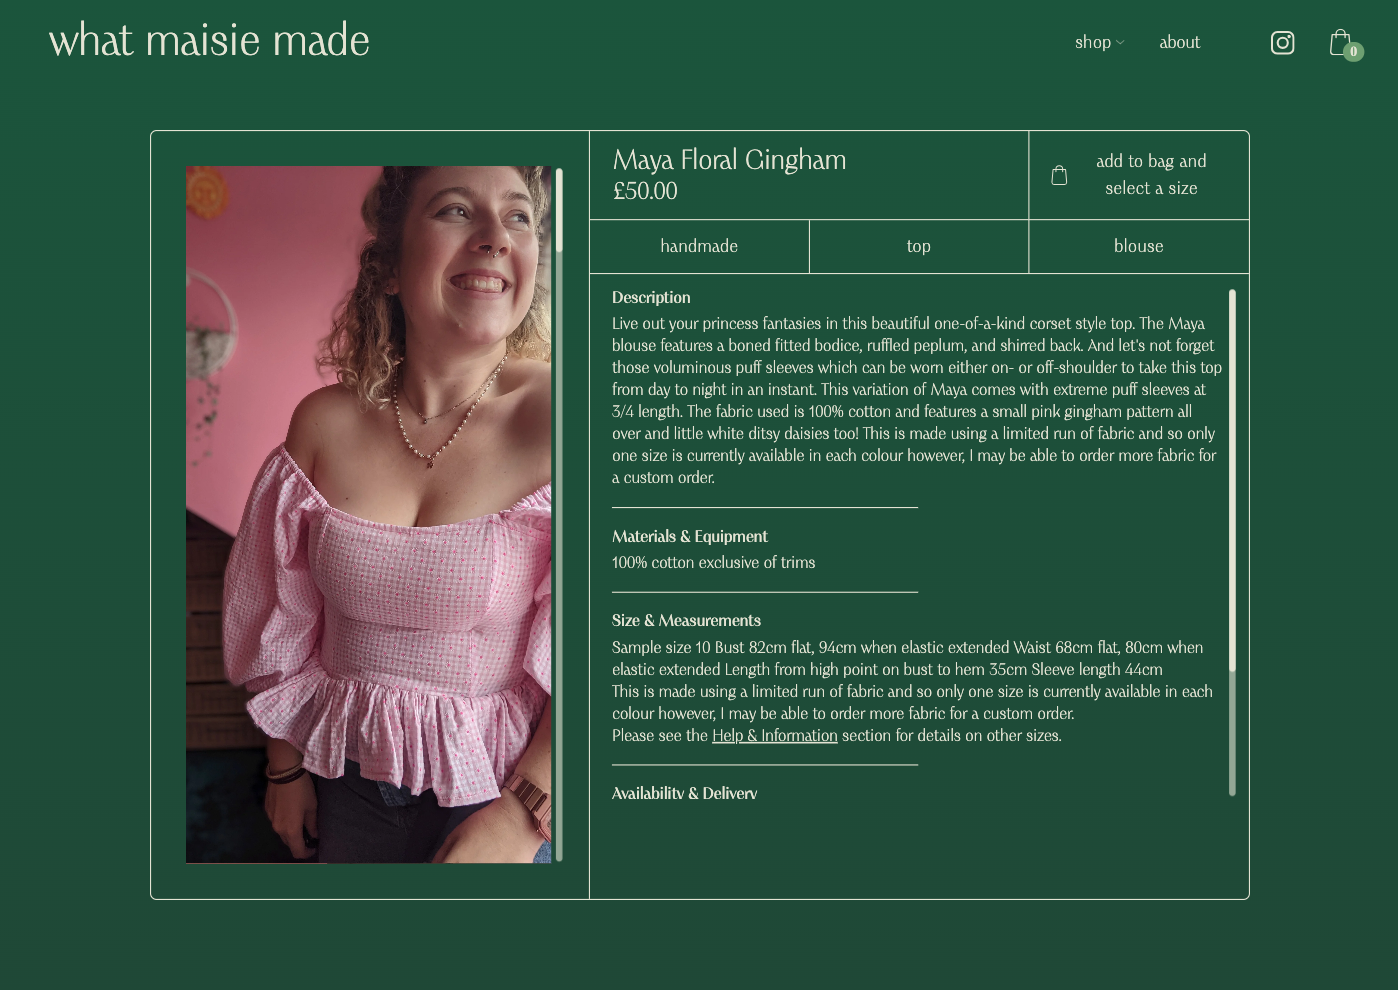 what maisie made
shop
about
0
Maya Floral Gingham
£50.00
add to bag and
select a size
handmade
top
blouse
Description
Live out your princess fantasies in this beautiful one-of-a-kind corset style top. The Maya
blouse features a boned fitted bodice, ruffled peplum, and shirred back. And let's not forget
those voluminous puff sleeves which can be worn either on- or off-shoulder to take this top
from day to night in an instant. This variation of Maya comes with extreme puff sleeves at
3/4 length. The fabric used is 100% cotton and features a small pink gingham pattern all
over and little white ditsy daisies too! This is made using a limited run of fabric and so only
one size is currently available in each colour however, I may be able to order more fabric for
a custom order.
Materials & Equipment
100% cotton exclusive of trims
Size & Measurements
Sample size 10 Bust 82cm flat, 94cm when elastic extended Waist 68cm flat, 80cm when
elastic extended Length from high point on bust to hem 35cm Sleeve length 44cm
This is made using a limited run of fabric and so only one size is currently available in each
colour however, I may be able to order more fabric for a custom order.
Please see the Help & Information section for details on other sizes.
Availability & Delivery